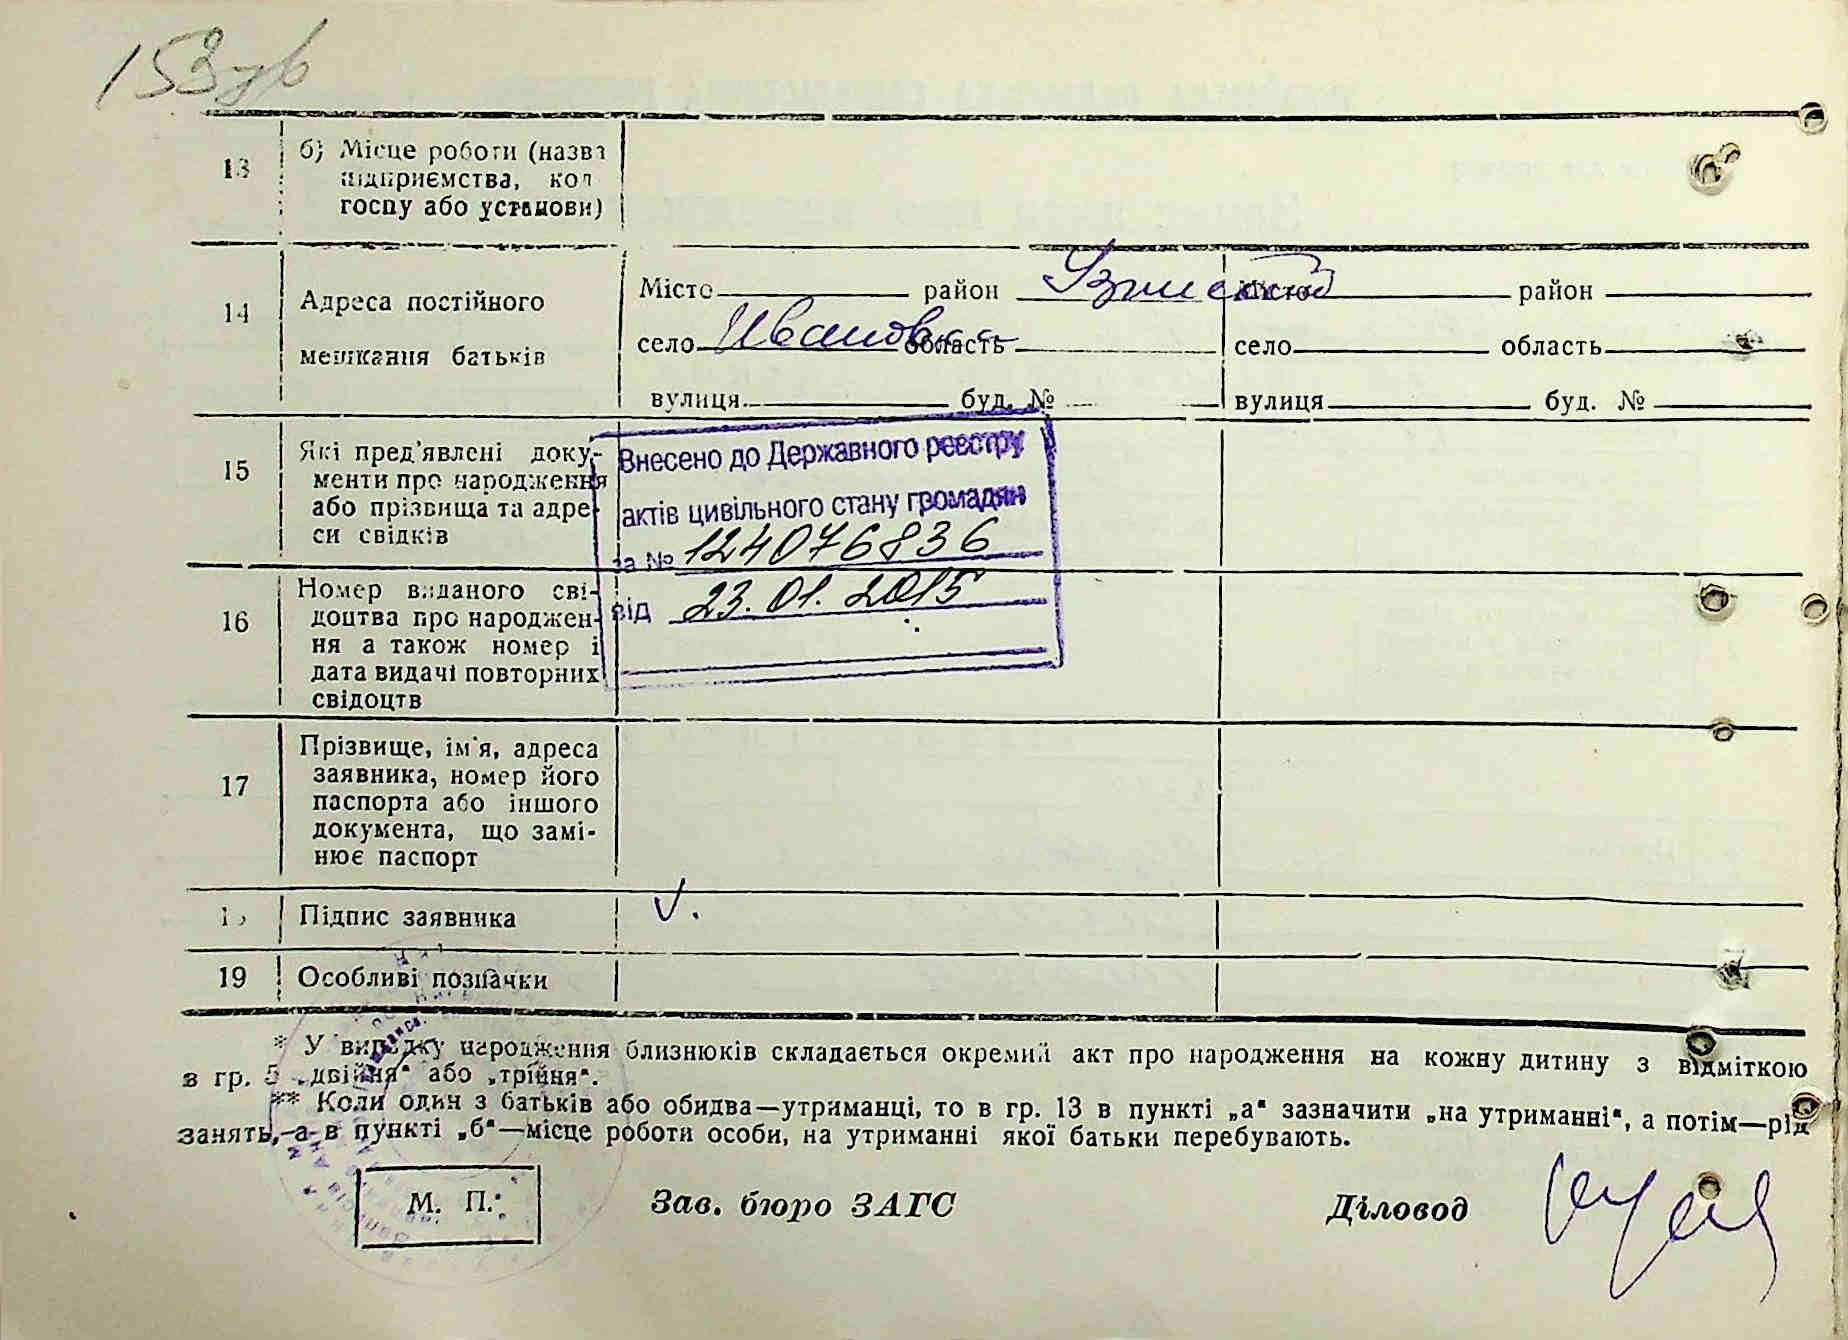 153зв
13
б) Місце роботи (назва
підприємства, кол
госпу або установи)
14
Адреса постійного
мешкання батьків
Місто район
село Ивановка область
вулиця буд. №
Місто район
село область
вулиця буд. №
15
Які пред'явлені доку-
менти про народження
або прізвища та адре-
си свідків
Внесено до Державного реєстру
актів цивільного стану громадян
за № 124076836
від 23.01.2015
16
Номер виданого сві-
доцтва про народжен-
ня а також номер і
дата видачі повторних
свідоцтв
17
Прізвище, ім'я, адреса
заявника, номер його
паспорта або іншого
документа, що замі-
нює паспорт
Підпис заявника
19
Особливі позначки
* У випадку народження близнюків складається окремий акт про народження на кожну дитину з відміткою
в гр. 5 „двійня“ або „трійня“.
** Коли один з батьків або обидва—утриманці, то в гр. 13 в пункті „а“ зазначити „на утриманні“, а потім—рід
занять, а в пункті „б“—місце роботи особи, на утриманні якої батьки перебувають.
М. П.
Зав. бюро ЗАГС
Діловод